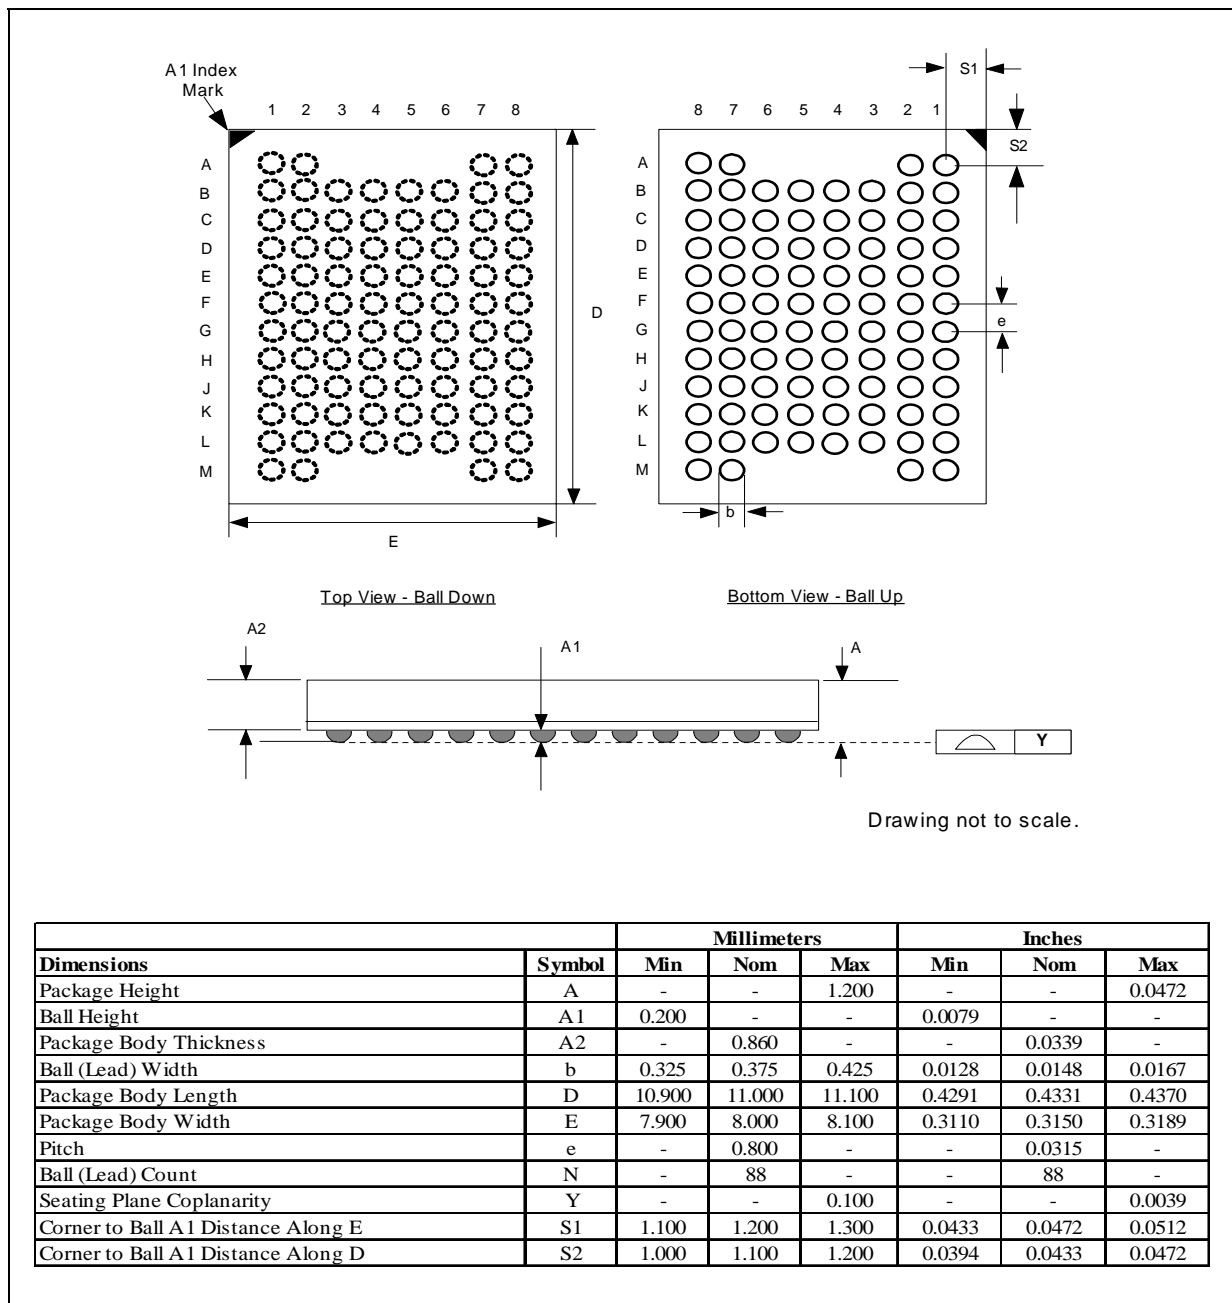 A1 Index
Mark
1 2 3 4 5 6 7 8
A
B
C
D
E
F
G
H
J
K
L
M
D
E
8 7 6 5 4 3 2 1
S1
S2
A
B
C
D
E
F
G
H
J
K
L
M
e
b
Top View - Ball Down
Bottom View - Ball Up
A2
A1
A
Y
Drawing not to scale.
Millimeters Inches
Dimensions Symbol Min Nom Max Min Nom Max
Package Height A - - 1.200 - - 0.0472
Ball Height A1 0.200 - - 0.0079 - -
Package Body Thickness A2 - 0.860 - - 0.0339 -
Ball (Lead) Width b 0.325 0.375 0.425 0.0128 0.0148 0.0167
Package Body Length D 10.900 11.000 11.100 0.4291 0.4331 0.4370
Package Body Width E 7.900 8.000 8.100 0.3110 0.3150 0.3189
Pitch e - 0.800 - - 0.0315 -
Ball (Lead) Count N - 88 - - 88 -
Seating Plane Coplanarity Y - - 0.100 - - 0.0039
Corner to Ball A1 Distance Along E S1 1.100 1.200 1.300 0.0433 0.0472 0.0512
Corner to Ball A1 Distance Along D S2 1.000 1.100 1.200 0.0394 0.0433 0.0472